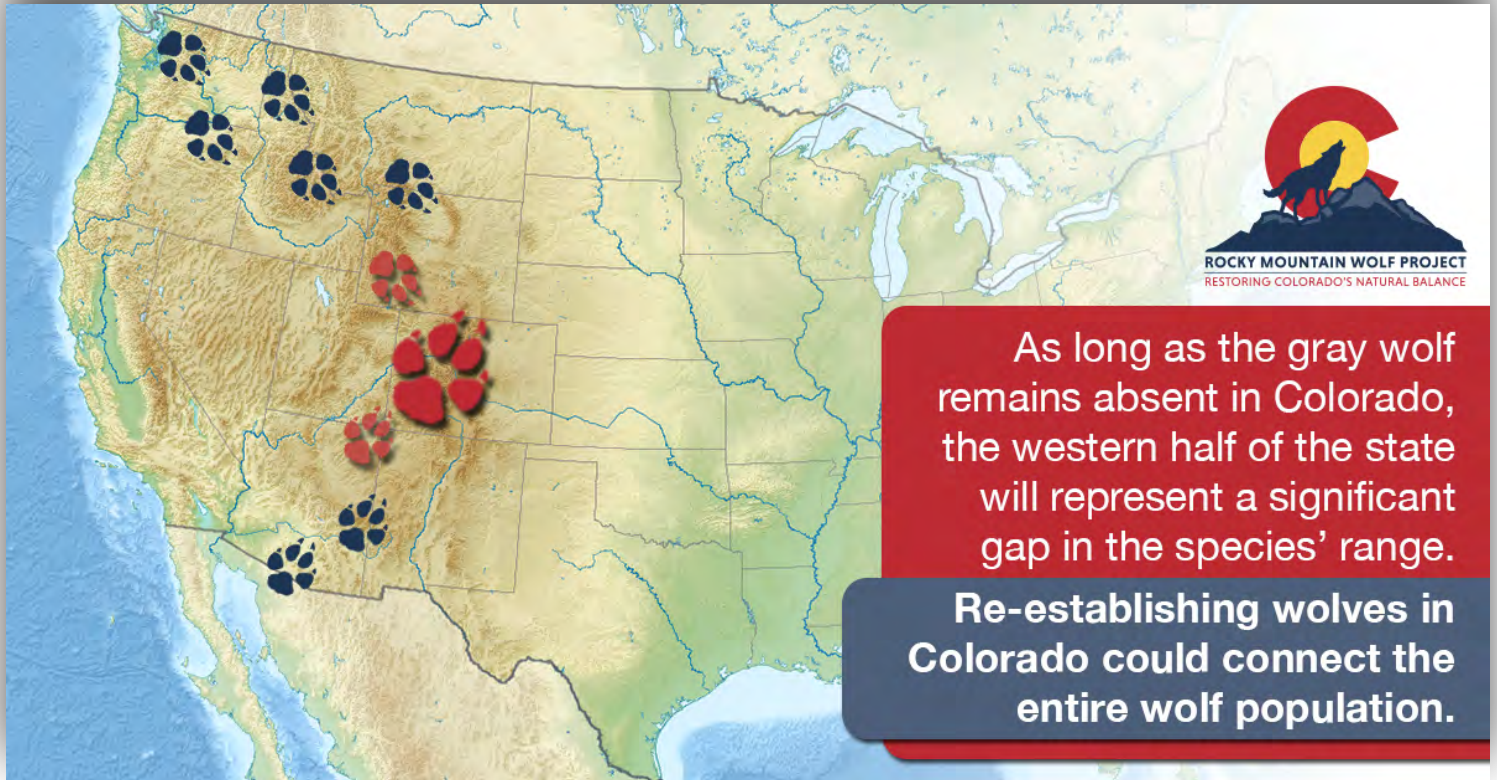 ROCKY MOUNTAIN WOLF PROJECT
RESTORING COLORADO'S NATURAL BALANCE
As long as the gray wolf
remains absent in Colorado,
the western half of the state
will represent a significant
gap in the species’ range.
Re-establishing wolves in
Colorado could connect the
entire wolf population.